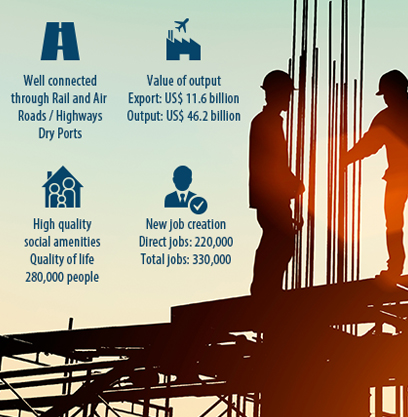 Well connected
through Rail and Air
Roads / Highways
Dry Ports
Value of output
Export: US$ 11.6 billion
Output: US$ 46.2 billion
High quality
social amenities
Quality of life
280,000 people
New job creation
Direct jobs: 220,000
Total jobs: 330,000